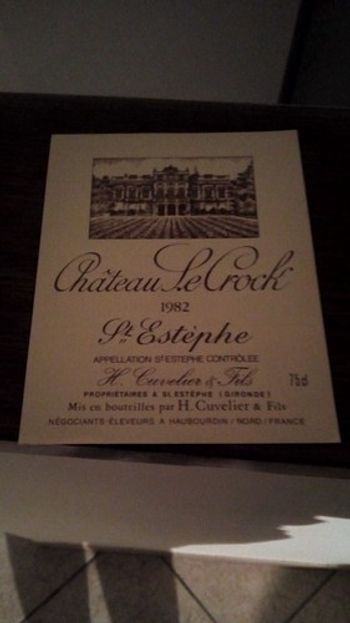 Château Le Crock
1982
St Estèphe
APPELLATION ST ESTEPHE CONTRÔLÉE
H. Cuvelier & Fils
75cl
PROPRIÉTAIRES A ST. ESTÈPHE (GIRONDE)
Mis en bouteilles par H. Cuvelier & Fils
NÉGOCIANTS-ÉLEVEURS A HAUBOURDIN / NORD / FRANCE